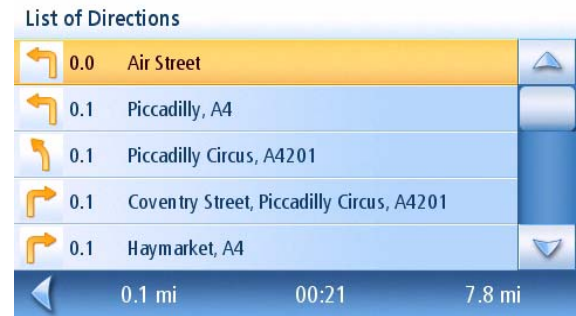 List of Directions
0.0 Air Street
0.1 Piccadilly, A4
0.1 Piccadilly Circus, A4201
0.1 Coventry Street, Piccadilly Circus, A4201
0.1 Haymarket, A4
0.1 mi 00:21 7.8 mi